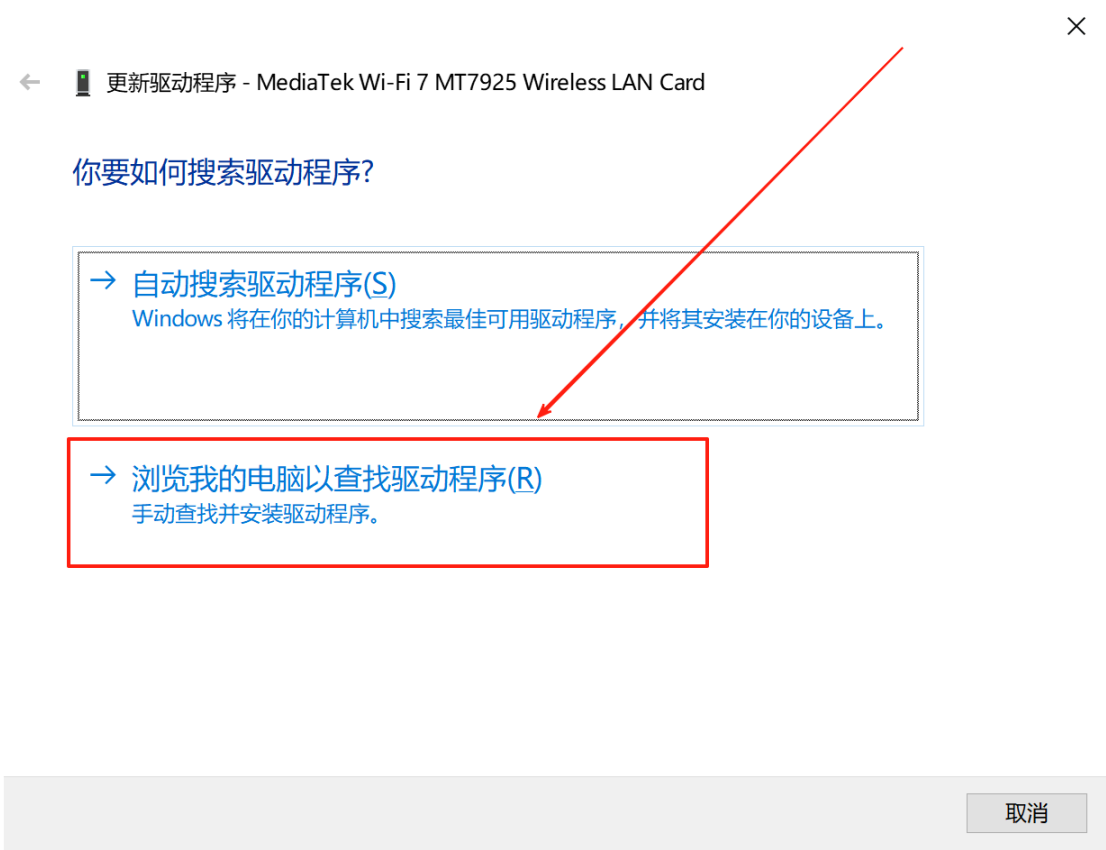 更新驱动程序 - MediaTek Wi-Fi 7 MT7925 Wireless LAN Card
你要如何搜索驱动程序?
自动搜索驱动程序(S)
Windows 将在你的计算机中搜索最佳可用驱动程序，并将其安装在你的设备上。
浏览我的电脑以查找驱动程序(R)
手动查找并安装驱动程序。
取消